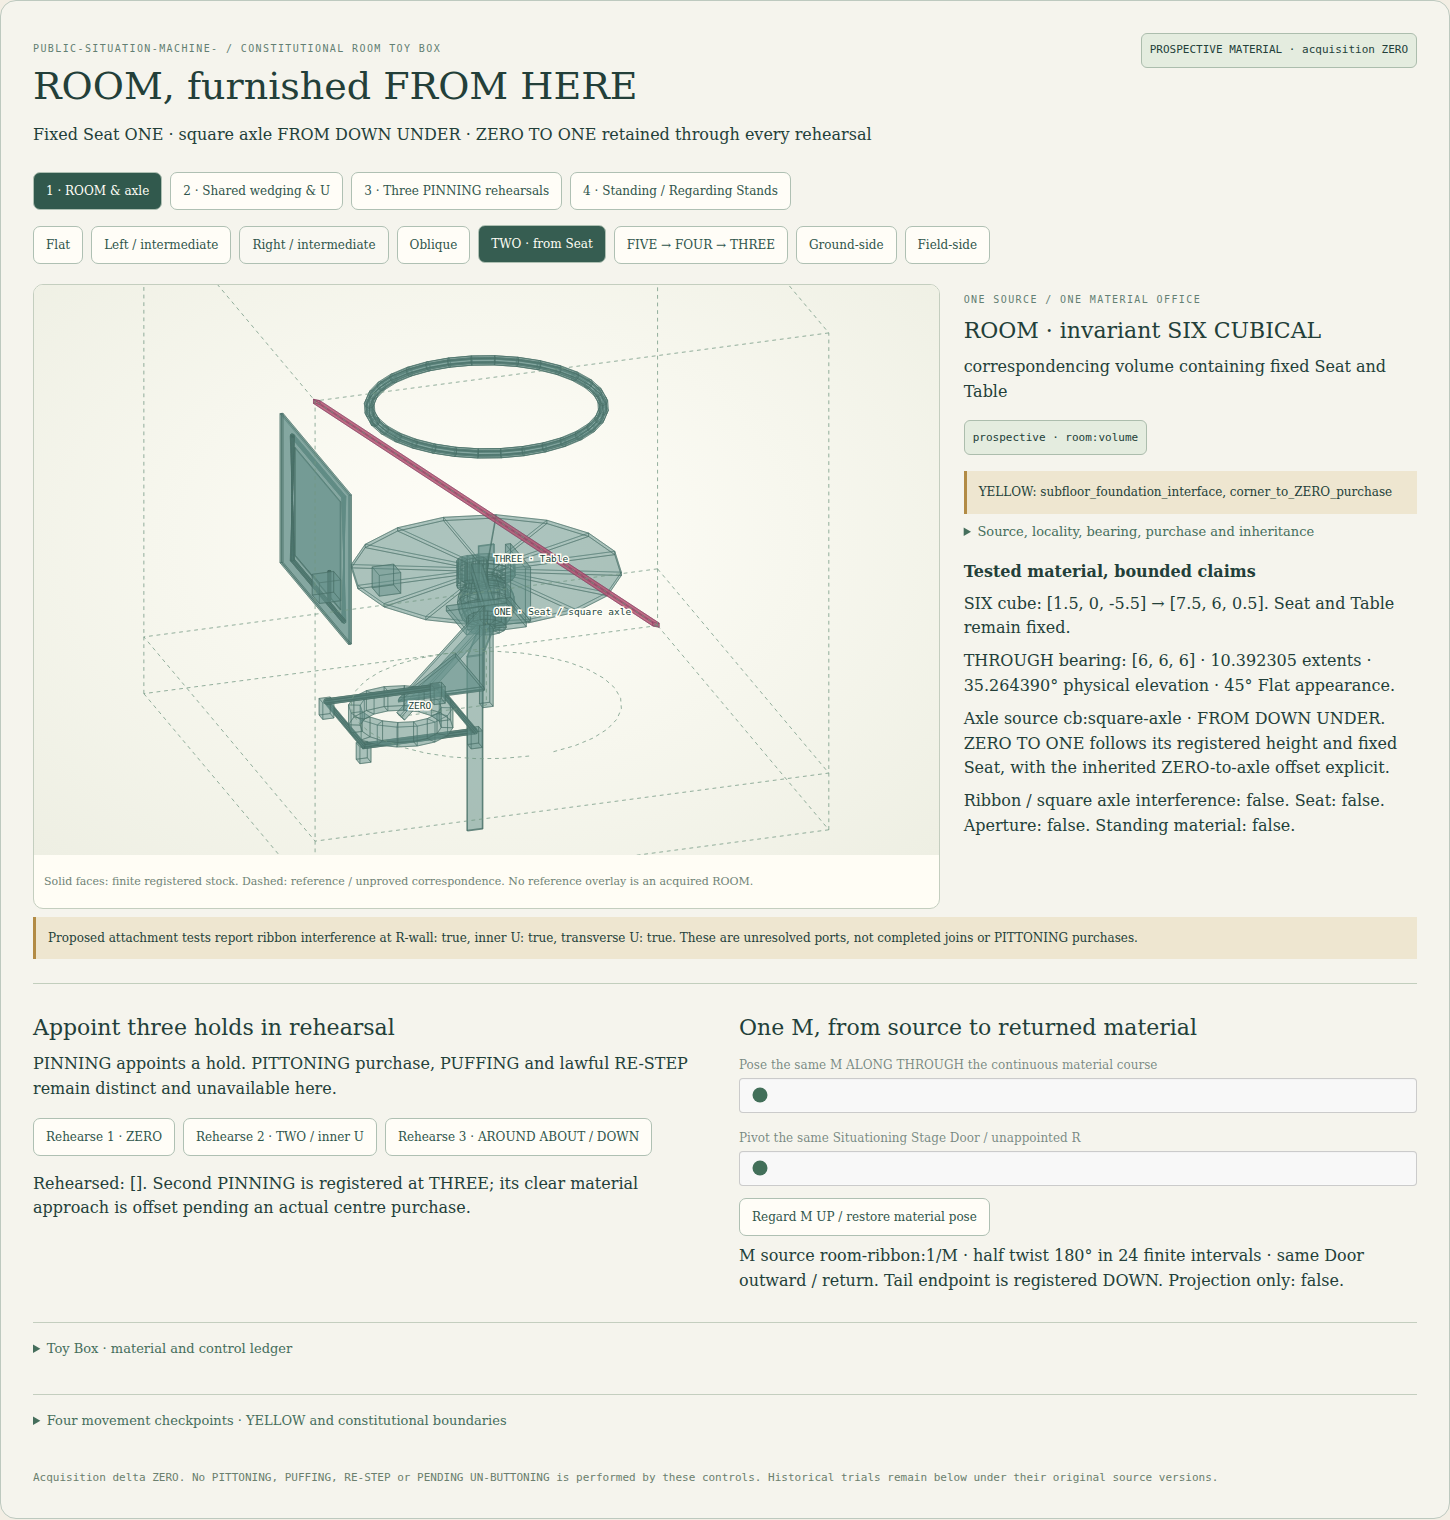 PUBLIC-SITUATION-MACHINE- / CONSTITUTIONAL ROOM TOY BOX
PROSPECTIVE MATERIAL · acquisition ZERO
ROOM, furnished FROM HERE
Fixed Seat ONE · square axle FROM DOWN UNDER · ZERO TO ONE retained through every rehearsal
1 · ROOM & axle
2 · Shared wedging & U
3 · Three PINNING rehearsals
4 · Standing / Regarding Stands
Flat
Left / intermediate
Right / intermediate
Oblique
TWO · from Seat
FIVE → FOUR → THREE
Ground-side
Field-side
THREE · Table
ONE · Seat / square axle
ZERO
Solid faces: finite registered stock. Dashed: reference / unproved correspondence. No reference overlay is an acquired ROOM.
ONE SOURCE / ONE MATERIAL OFFICE
ROOM · invariant SIX CUBICAL
correspondencing volume containing fixed Seat and
Table
prospective · room:volume
YELLOW: subfloor_foundation_interface, corner_to_ZERO_purchase
▶ Source, locality, bearing, purchase and inheritance
Tested material, bounded claims
SIX cube: [1.5, 0, -5.5] → [7.5, 6, 0.5]. Seat and Table
remain fixed.
THROUGH bearing: [6, 6, 6] · 10.392305 extents ·
35.264390° physical elevation · 45° Flat appearance.
Axle source cb:square-axle · FROM DOWN UNDER.
ZERO TO ONE follows its registered height and fixed
Seat, with the inherited ZERO-to-axle offset explicit.
Ribbon / square axle interference: false. Seat: false.
Aperture: false. Standing material: false.
Proposed attachment tests report ribbon interference at R-wall: true, inner U: true, transverse U: true. These are unresolved ports, not completed joins or PITTONING purchases.
Appoint three holds in rehearsal
PINNING appoints a hold. PITTONING purchase, PUFFING and lawful RE-STEP
remain distinct and unavailable here.
Rehearse 1 · ZERO
Rehearse 2 · TWO / inner U
Rehearse 3 · AROUND ABOUT / DOWN
Rehearsed: []. Second PINNING is registered at THREE; its clear material
approach is offset pending an actual centre purchase.
One M, from source to returned material
Pose the same M ALONG THROUGH the continuous material course
Pivot the same Situationing Stage Door / unappointed R
Regard M UP / restore material pose
M source room-ribbon:1/M · half twist 180° in 24 finite intervals · same Door
outward / return. Tail endpoint is registered DOWN. Projection only: false.
▶ Toy Box · material and control ledger
▶ Four movement checkpoints · YELLOW and constitutional boundaries
Acquisition delta ZERO. No PITTONING, PUFFING, RE-STEP or PENDING UN-BUTTONING is performed by these controls. Historical trials remain below under their original source versions.